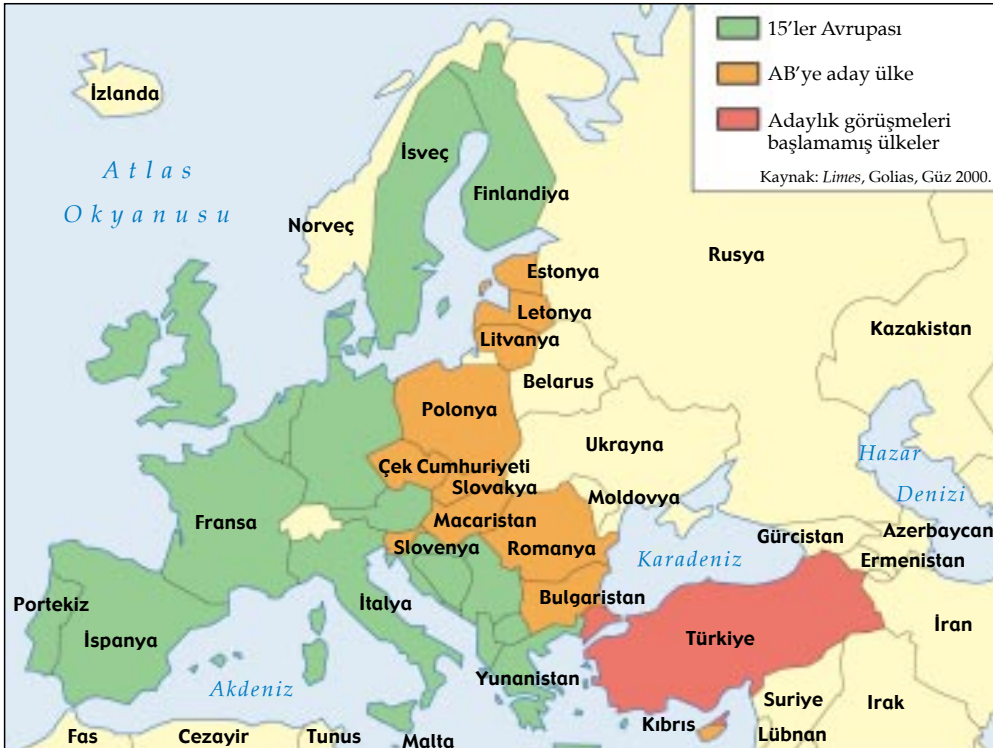 15'ler Avrupası
AB'ye aday ülke
Adaylık görüşmeleri
başlamamış ülkeler
Kaynak: Limes, Golias, Güz 2000.
İzlanda
Atlas
Okyanusu
İsveç
Finlandiya
Norveç
Rusya
Estonya
Letonya
Litvanya
Kazakistan
Belarus
Polonya
Ukrayna
Hazar
Denizi
Çek Cumhuriyeti
Slovakya
Moldovya
Fransa
Macaristan
Slovenya
Romanya
Karadeniz
Gürcistan
Azerbaycan
Ermenistan
Portekiz
İspanya
İtalya
Bulgaristan
Türkiye
İran
Yunanistan
Akdeniz
Suriye
Irak
Kıbrıs
Lübnan
Fas
Cezayir
Tunus
Malta